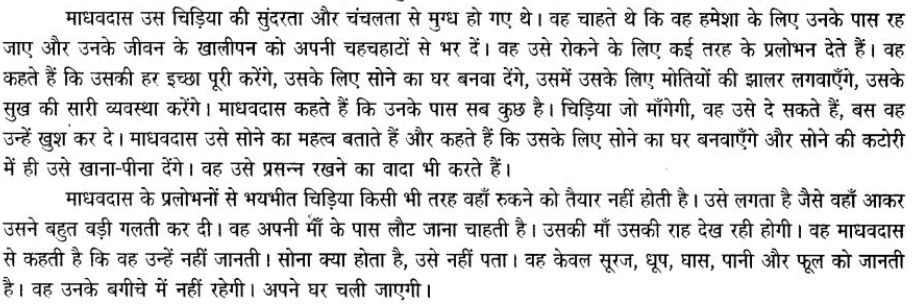 माधवदास उस चिड़िया की सुंदरता और चंचलता से मुग्ध हो गए थे। वह चाहते थे कि वह हमेशा के लिए उनके पास रह
जाए और उनके जीवन के खालीपन को अपनी चहचहाटों से भर दें। वह उसे रोकने के लिए कई तरह के प्रलोभन देते हैं। वह
कहते हैं कि उसकी हर इच्छा पूरी करेंगे, उसके लिए सोने का घर बनवा देंगे, उसमें उसके लिए मोतियों की झालर लगवाएँगे, उसके
सुख की सारी व्यवस्था करेंगे। माधवदास कहते हैं कि उनके पास सब कुछ है। चिड़िया जो माँगेगी, वह उसे दे सकते हैं, बस वह
उन्हें खुश कर दे। माधवदास उसे सोने का महत्व बताते हैं और कहते हैं कि उसके लिए सोने का घर बनवाएँगे और सोने की कटोरी
में ही उसे खाना-पीना देंगे। वह उसे प्रसन्न रखने का वादा भी करते हैं।
माधवदास के प्रलोभनों से भयभीत चिड़िया किसी भी तरह वहाँ रुकने को तैयार नहीं होती है। उसे लगता है जैसे वहाँ आकर
उसने बहुत बड़ी गलती कर दी। वह अपनी माँ के पास लौट जाना चाहती है। उसकी माँ उसकी राह देख रही होगी। वह माधवदास
से कहती है कि वह उन्हें नहीं जानती। सोना क्या होता है, उसे नहीं पता। वह केवल सूरज, धूप, घास, पानी और फूल को जानती
है। वह उनके बगीचे में नहीं रहेगी। अपने घर चली जाएगी।